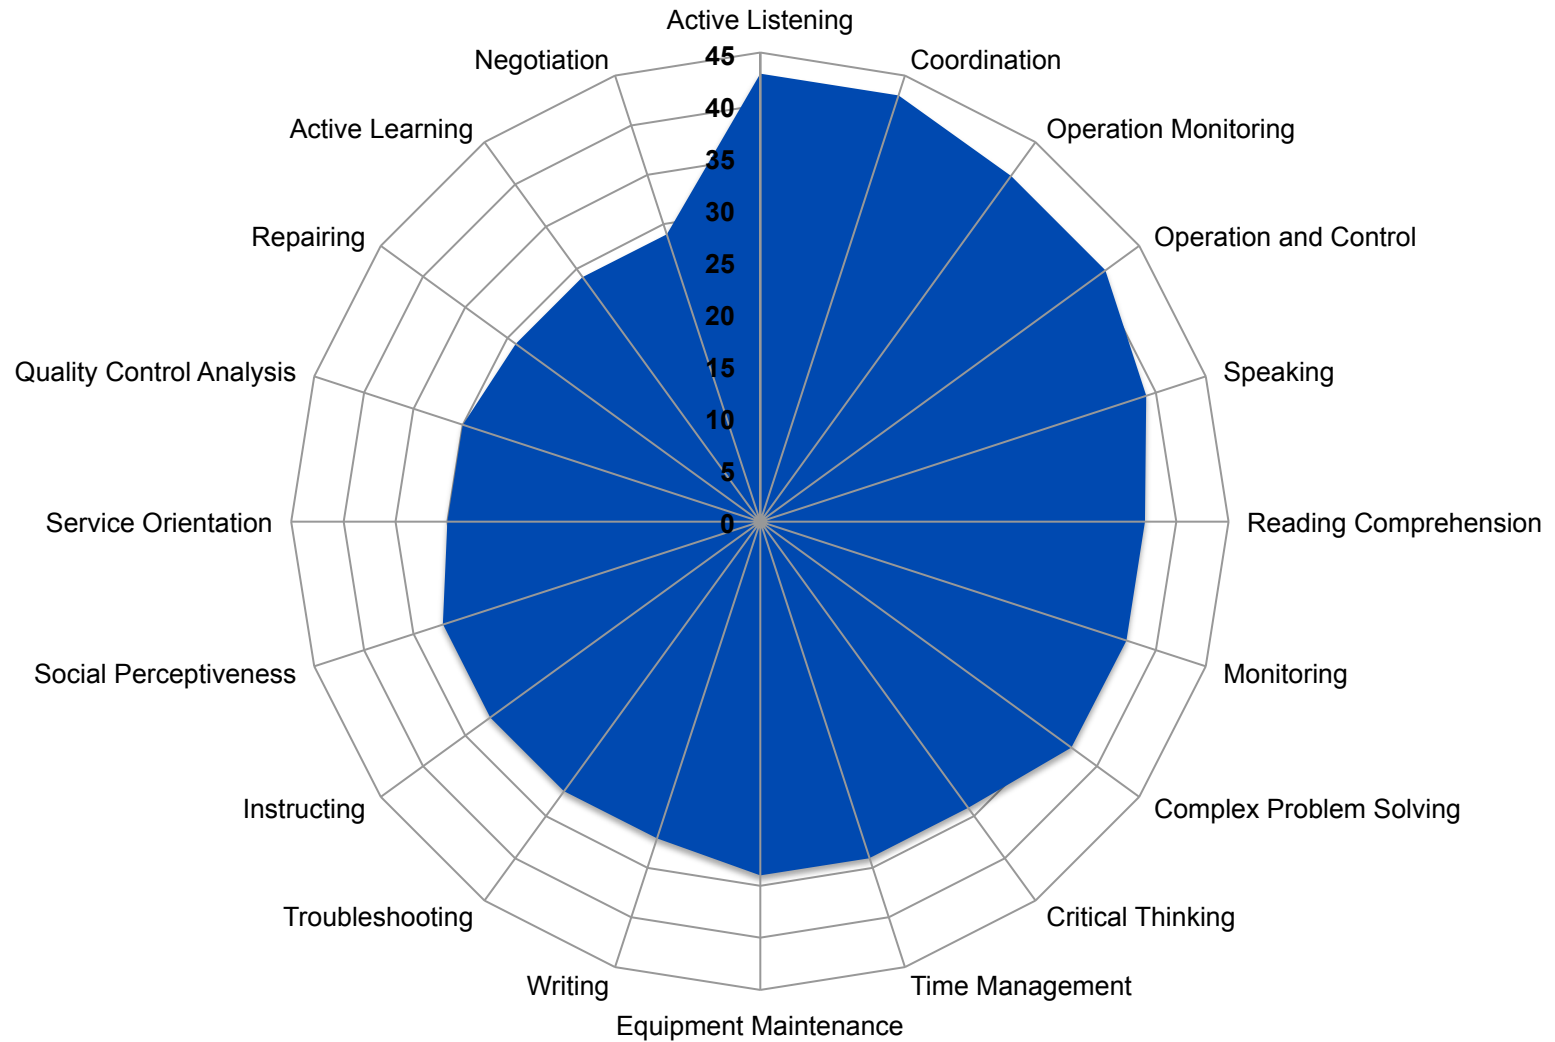 Active Listening
Coordination
Operation Monitoring
Operation and Control
Speaking
Reading Comprehension
Monitoring
Complex Problem Solving
Critical Thinking
Time Management
Equipment Maintenance
Writing
Troubleshooting
Instructing
Social Perceptiveness
Service Orientation
Quality Control Analysis
Repairing
Active Learning
Negotiation
45
40
35
30
25
20
15
10
5
0